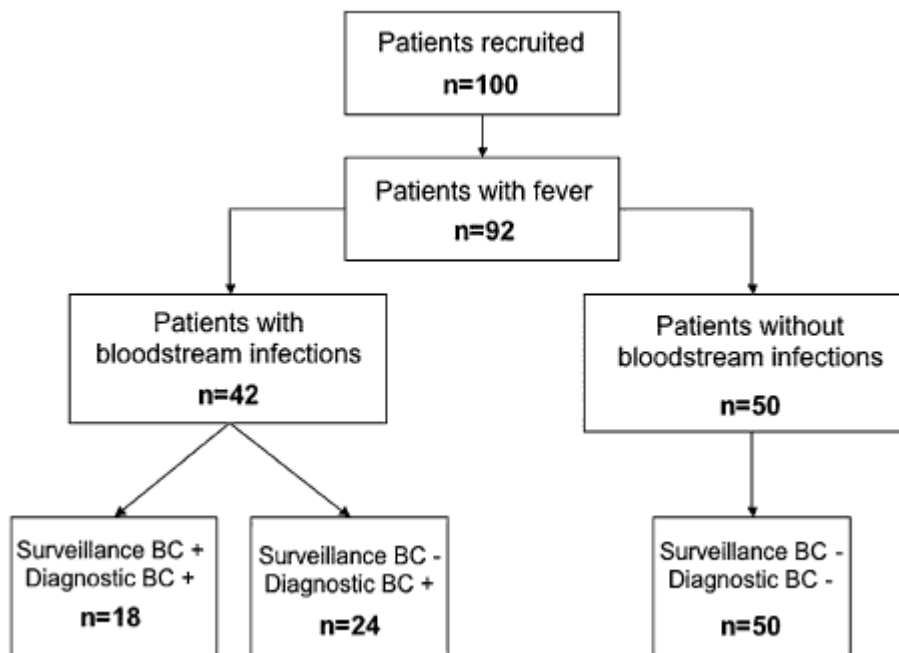 Patients recruited
n=100
Patients with fever
n=92
Patients with
bloodstream infections
n=42
Patients without
bloodstream infections
n=50
Surveillance BC +
Diagnostic BC +
n=18
Surveillance BC -
Diagnostic BC +
n=24
Surveillance BC -
Diagnostic BC -
n=50